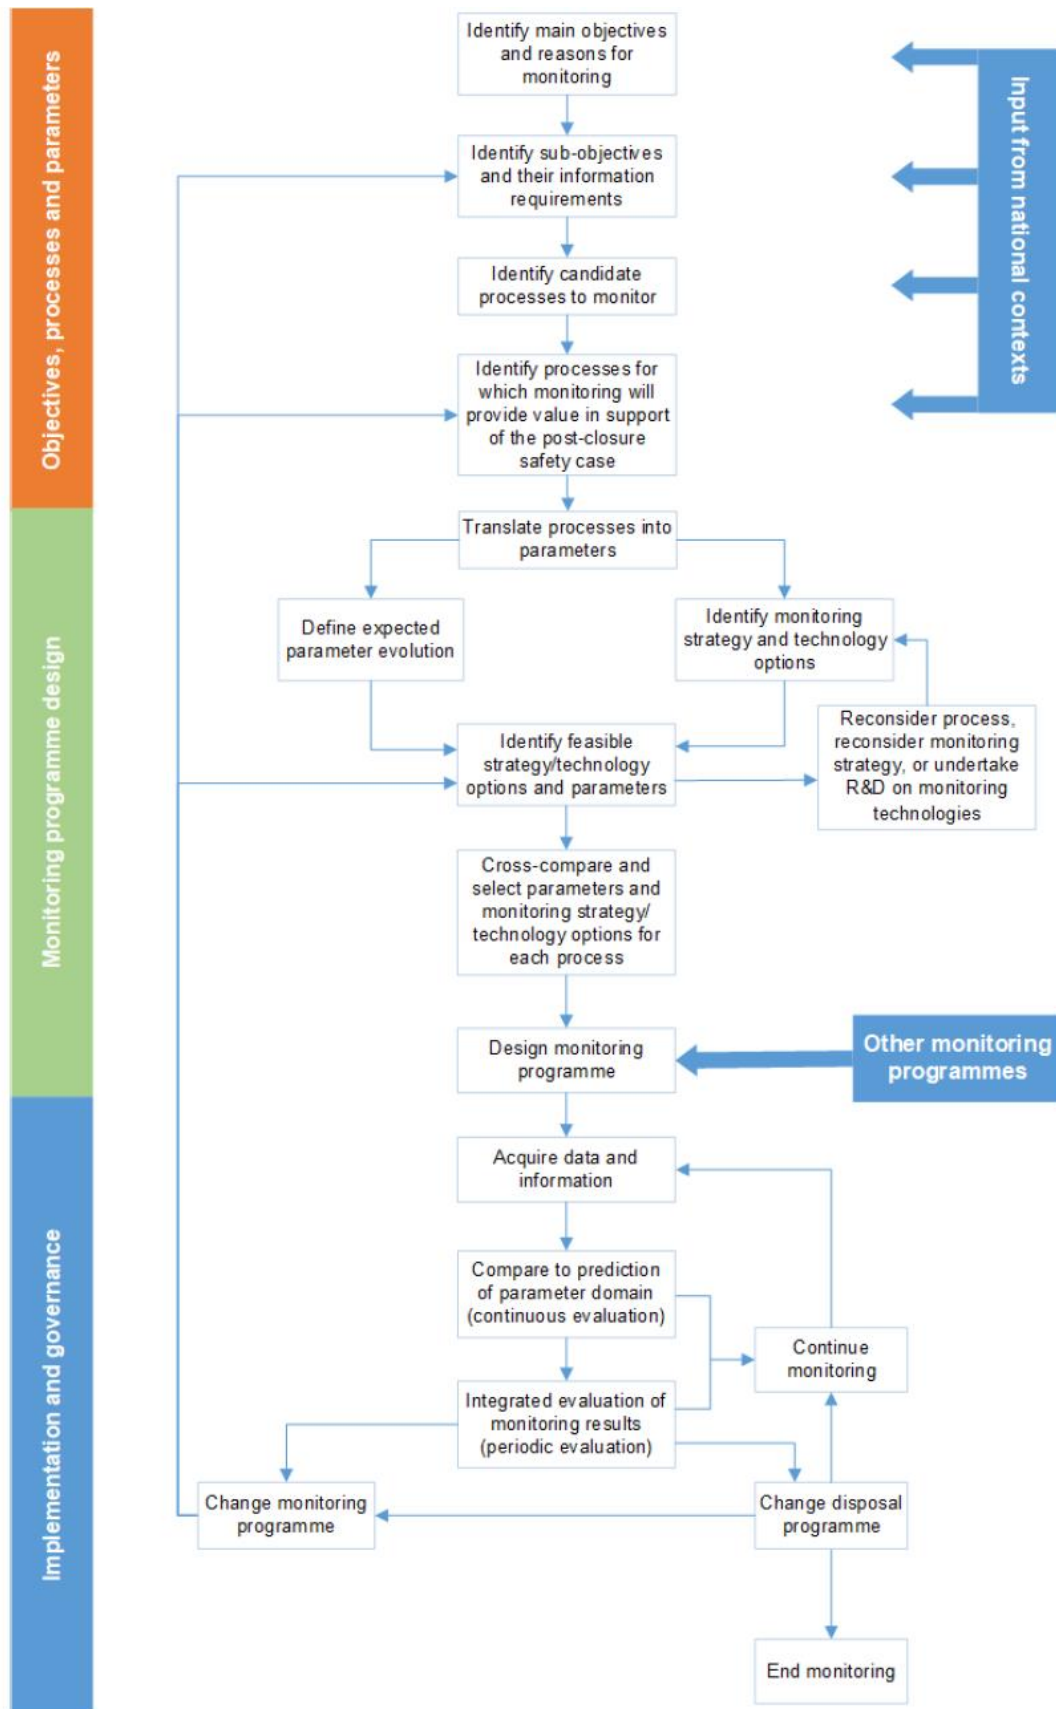 Objectives, processes and parameters
Monitoring programme design
Implementation and governance
Input from national contexts
Identify main objectives
and reasons for
monitoring
Identify sub-objectives
and their information
requirements
Identify candidate
processes to monitor
Identify processes for
which monitoring will
provide value in support
of the post-closure
safety case
Translate processes into
parameters
Define expected
parameter evolution
Identify monitoring
strategy and technology
options
Identify feasible
strategy/technology
options and parameters
Reconsider process,
reconsider monitoring
strategy, or undertake
R&D on monitoring
technologies
Cross-compare and
select parameters and
monitoring strategy/
technology options for
each process
Design monitoring
programme
Other monitoring
programmes
Acquire data and
information
Compare to prediction
of parameter domain
(continuous evaluation)
Continue
monitoring
Integrated evaluation of
monitoring results
(periodic evaluation)
Change monitoring
programme
Change disposal
programme
End monitoring